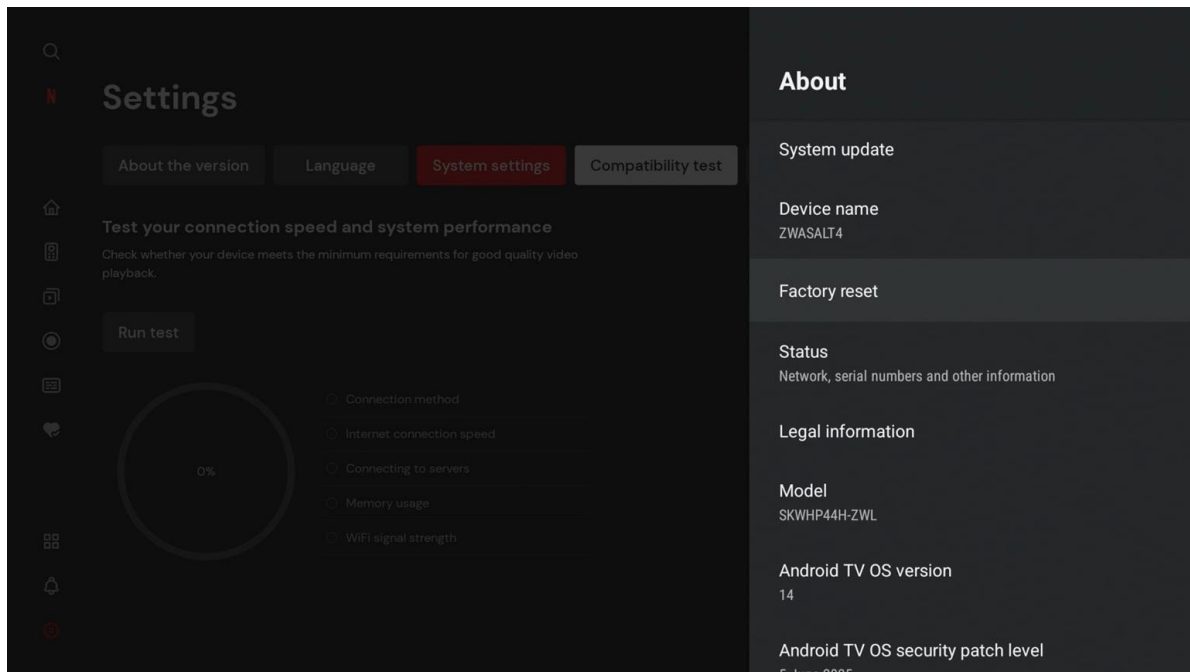 Settings
About the version
Language
System settings
Compatibility test
Test your connection speed and system performance
Check whether your device meets the minimum requirements for good quality video
playback.
Run test
0%
Connection method
Internet connection speed
Connecting to servers
Memory usage
WiFi signal strength
About
System update
Device name
ZWASALT4
Factory reset
Status
Network, serial numbers and other information
Legal information
Model
SKWHP44H-ZWL
Android TV OS version
14
Android TV OS security patch level